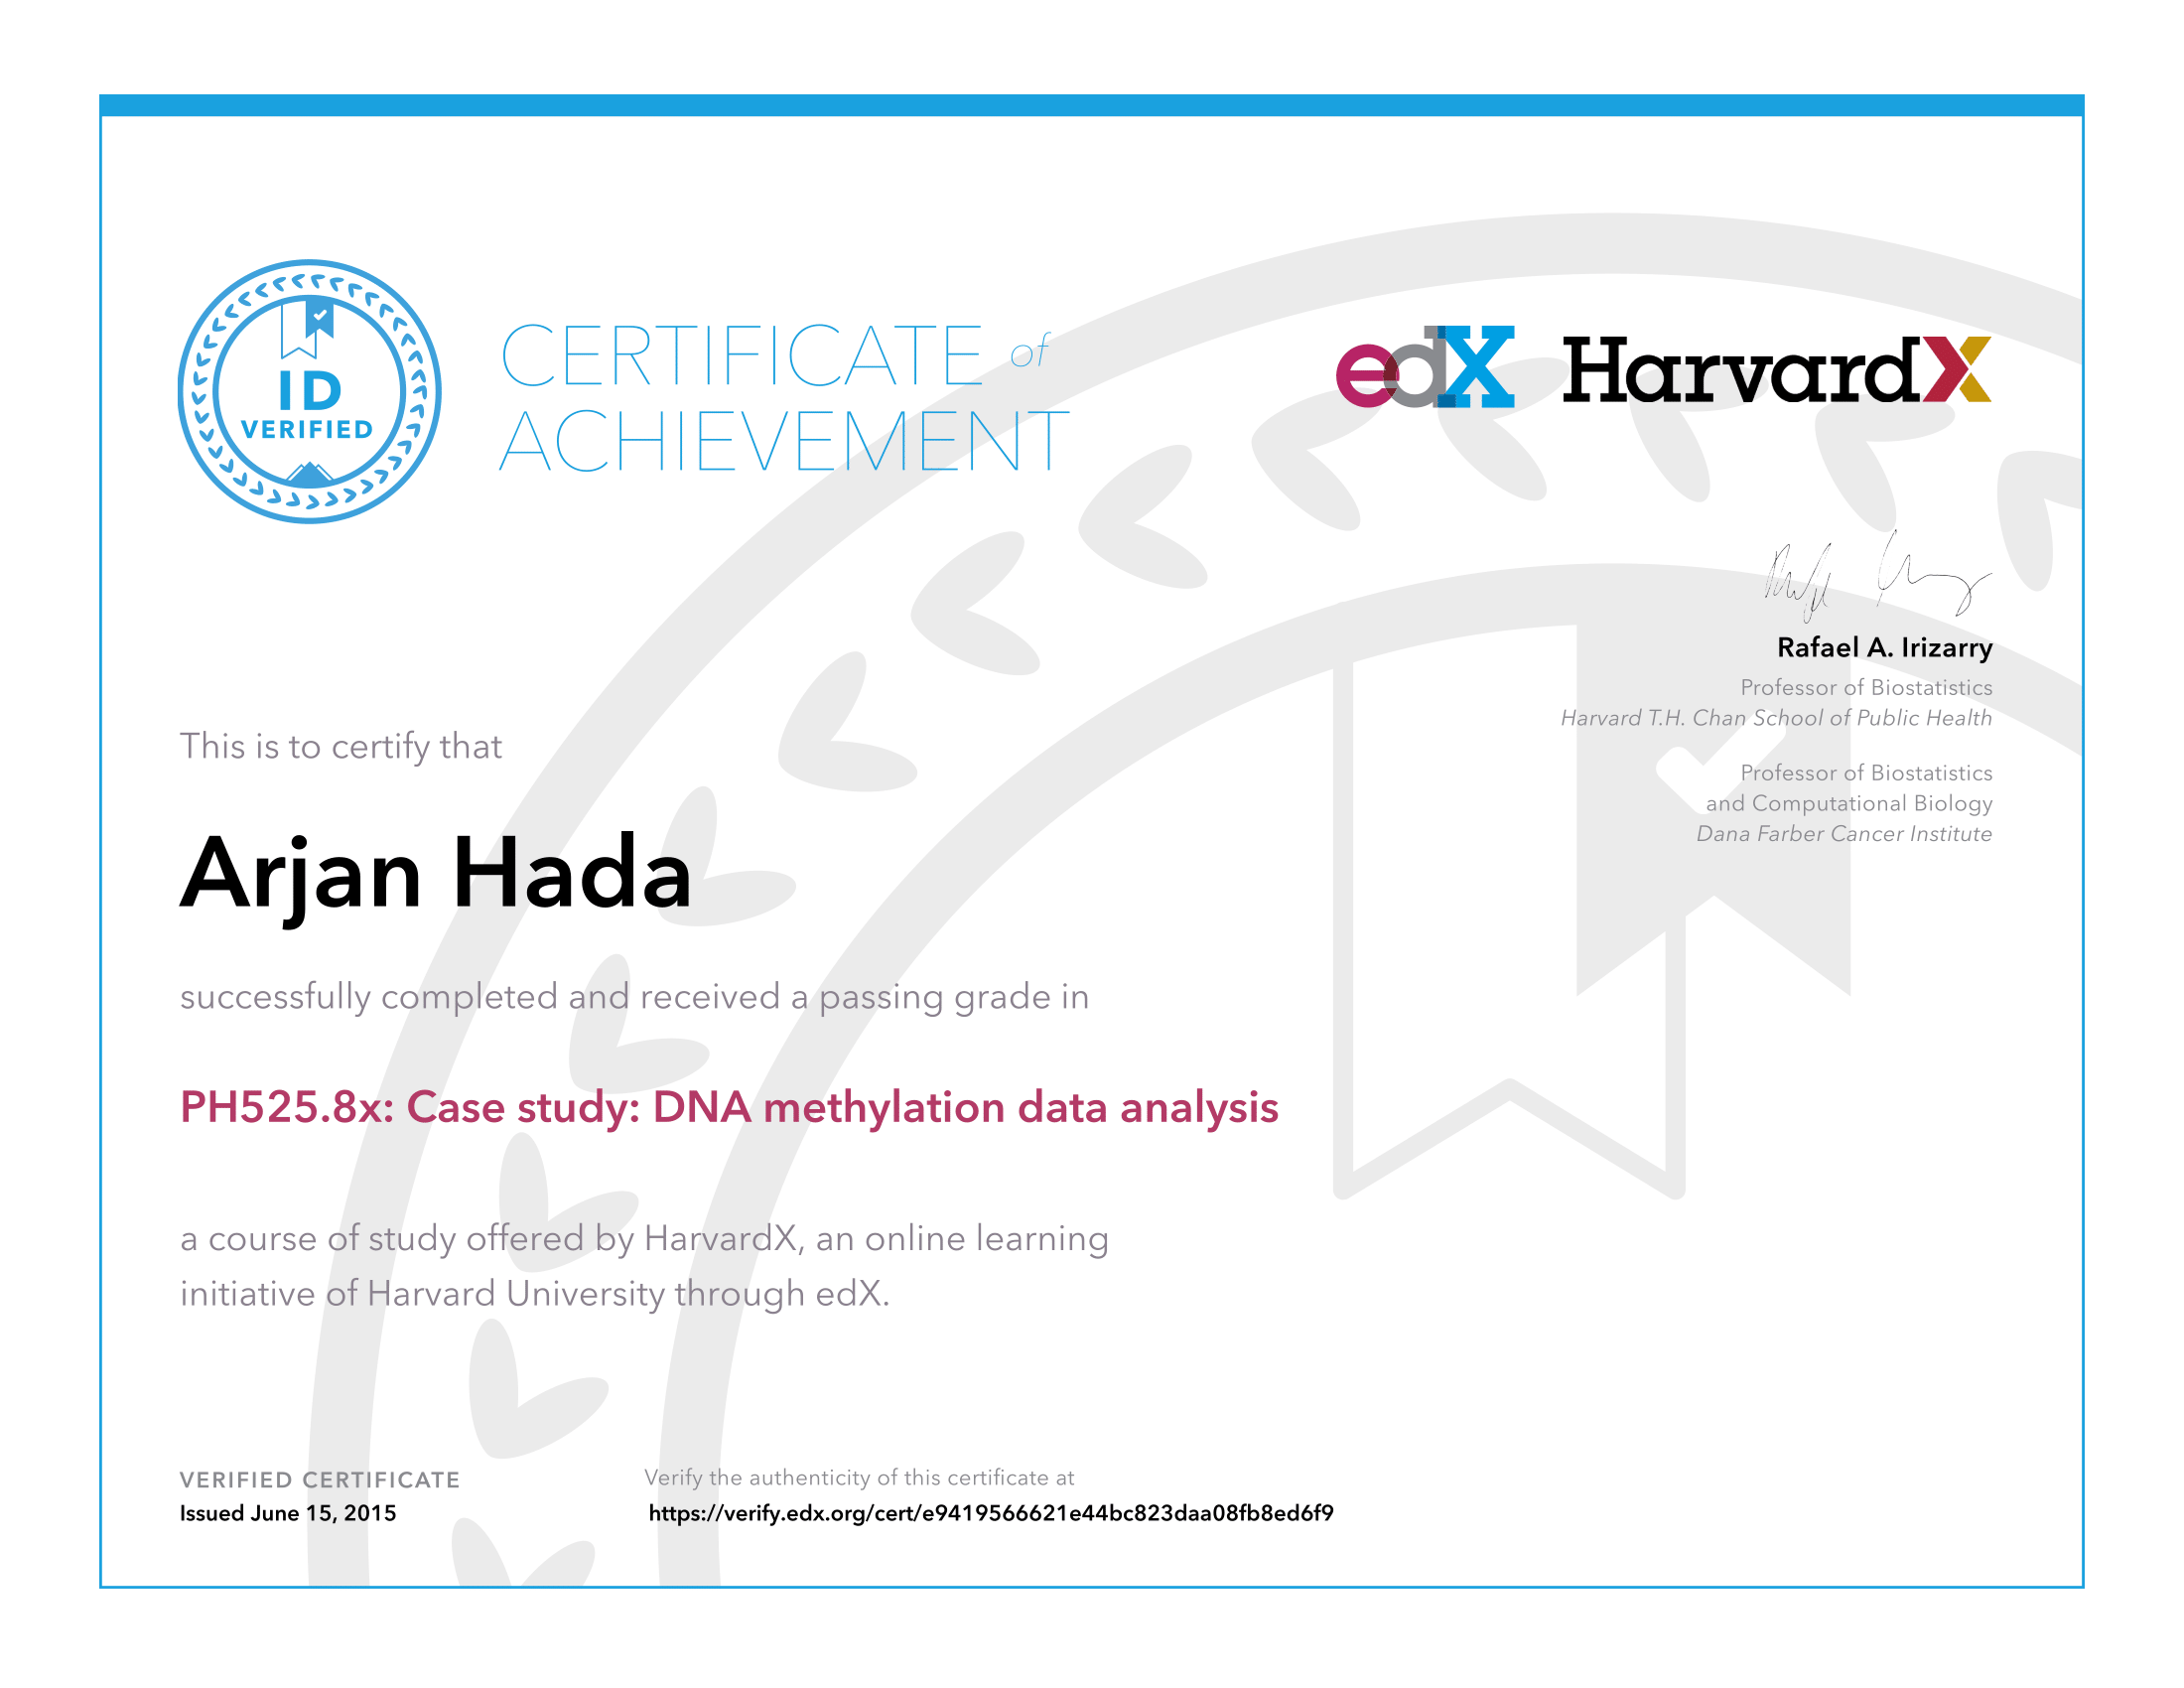 ID
VERIFIED
CERTIFICATE of
ACHIEVEMENT
edX HarvardX
Rafael A. Irizarry
Professor of Biostatistics
Harvard T.H. Chan School of Public Health
Professor of Biostatistics
and Computational Biology
Dana Farber Cancer Institute
This is to certify that
Arjan Hada
successfully completed and received a passing grade in
PH525.8x: Case study: DNA methylation data analysis
a course of study offered by HarvardX, an online learning
initiative of Harvard University through edX.
VERIFIED CERTIFICATE
Issued June 15, 2015
Verify the authenticity of this certificate at
https://verify.edx.org/cert/e9419566621e44bc823daa08fb8ed6f9